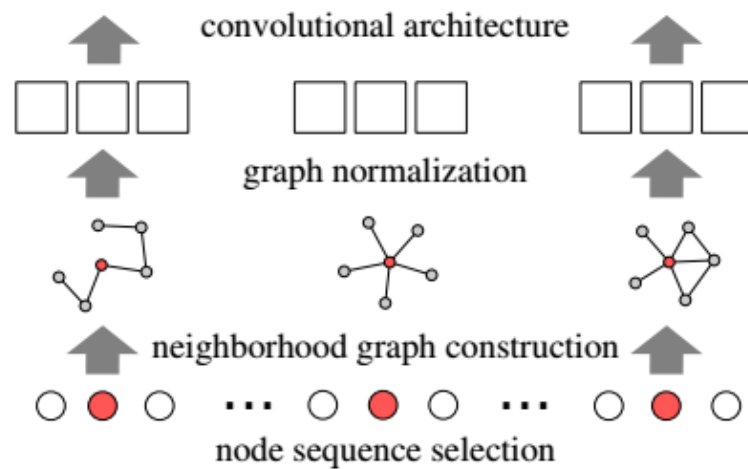 convolutional architecture
graph normalization
neighborhood graph construction
node sequence selection